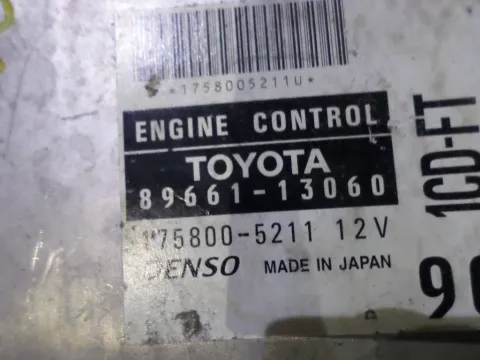 *1758005211U*
ENGINE CONTROL
TOYOTA
89661-13060
175800-5211 12V
DENSO MADE IN JAPAN
1CD-FT